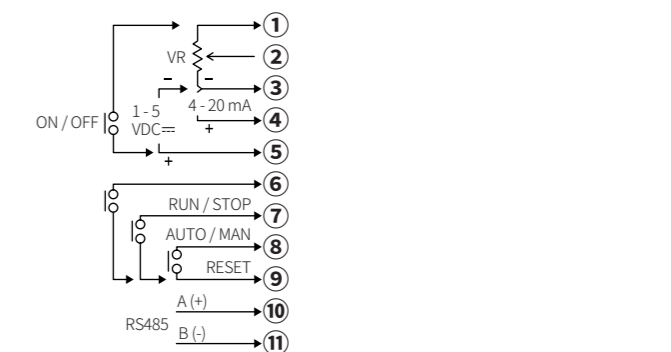 ①
VR ②
③
1 - 5 VDC⎓
4 - 20 mA
ON / OFF
④
⑤
⑥
RUN / STOP ⑦
AUTO / MAN ⑧
RESET ⑨
A (+) ⑩
RS485
B (-) ⑪